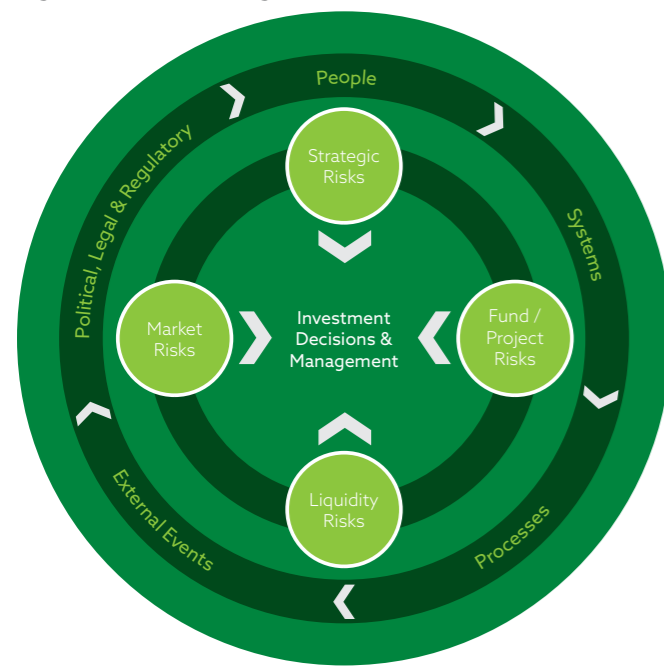 People
Strategic
Risks
Political, Legal & Regulatory
Systems
Market
Risks
Investment
Decisions &
Management
Fund /
Project
Risks
Liquidity
Risks
External Events
Processes